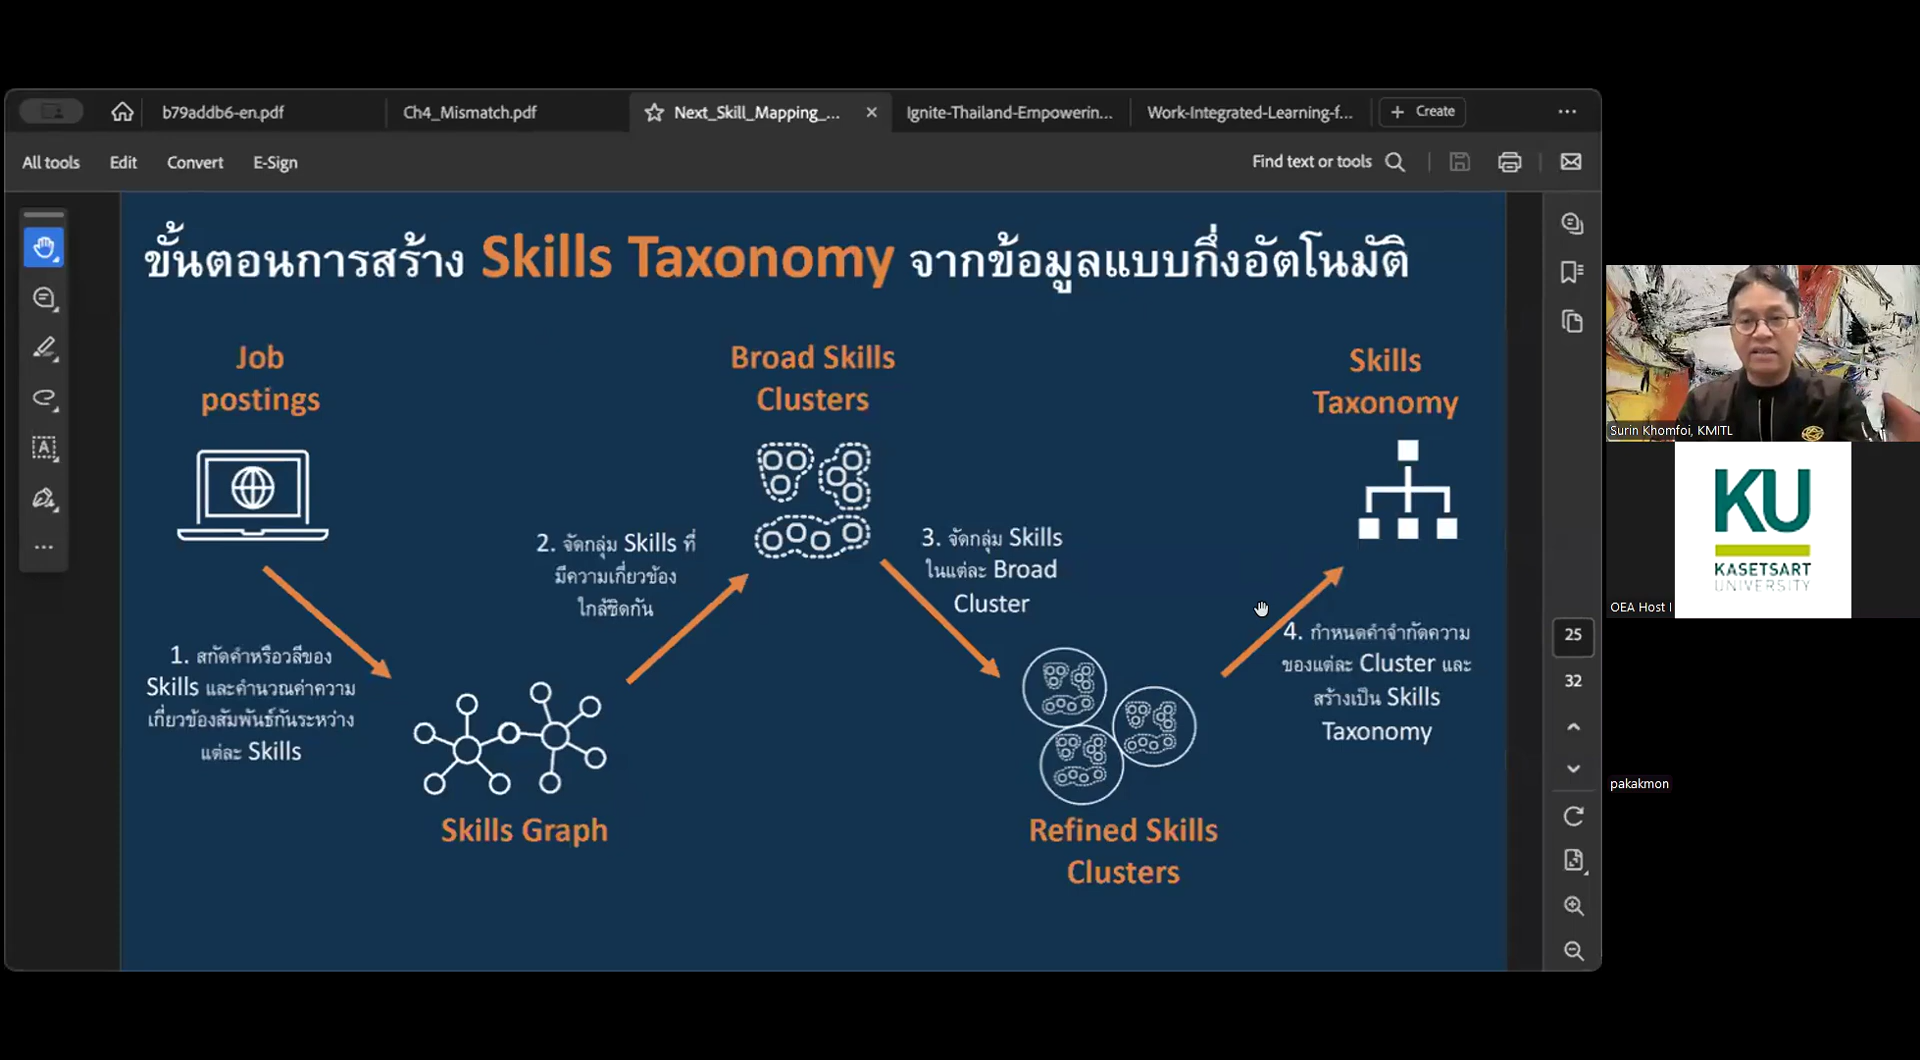 b79addb6-en.pdf
Ch4_Mismatch.pdf
Next_Skill_Mapping_...
Ignite-Thailand-Empowerin...
Work-Integrated-Learning-f...
Create
All tools
Edit
Convert
E-Sign
Find text or tools
ขั้นตอนการสร้าง Skills Taxonomy จากข้อมูลแบบกึ่งอัตโนมัติ
Job
postings
1. สกัดคำหรือวลีของ
Skills และคำนวณค่าความ
เกี่ยวข้องสัมพันธ์กันระหว่าง
แต่ละ Skills
Skills Graph
2. จัดกลุ่ม Skills ที่
มีความเกี่ยวข้อง
ใกล้ชิดกัน
Broad Skills
Clusters
3. จัดกลุ่ม Skills
ในแต่ละ Broad
Cluster
Refined Skills
Clusters
4. กำหนดคำจำกัดความ
ของแต่ละ Cluster และ
สร้างเป็น Skills
Taxonomy
Skills
Taxonomy
25
32
Surin Khomfoi, KMITL
KU
KASETSART
UNIVERSITY
OEA Host I
pakakmon